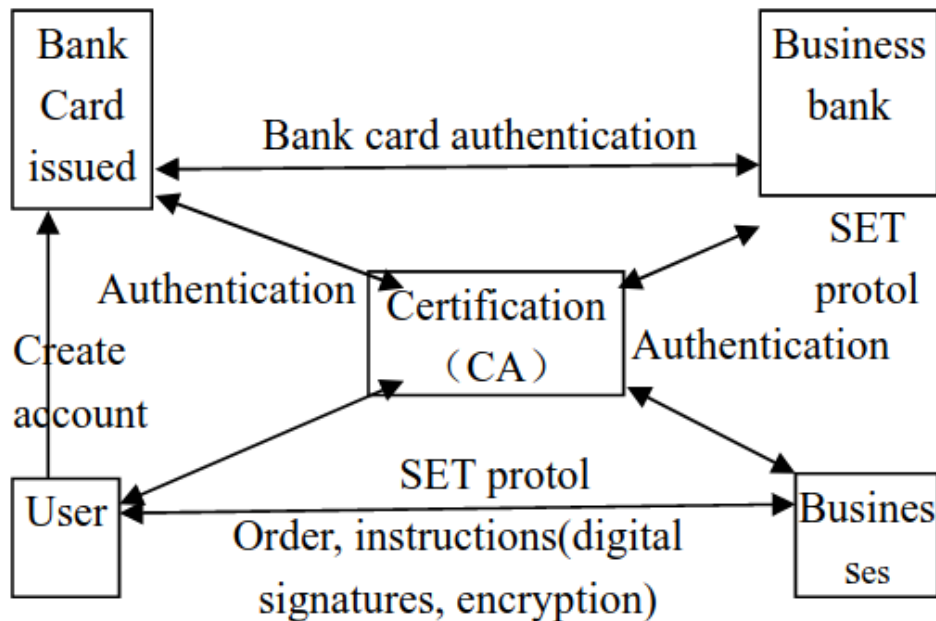 Bank
Card
issued
Business
bank
Bank card authentication
SET
protol
Authentication
Certification
（CA）
Authentication
Create
account
SET protol
User
Busines
ses
Order, instructions(digital
signatures, encryption)